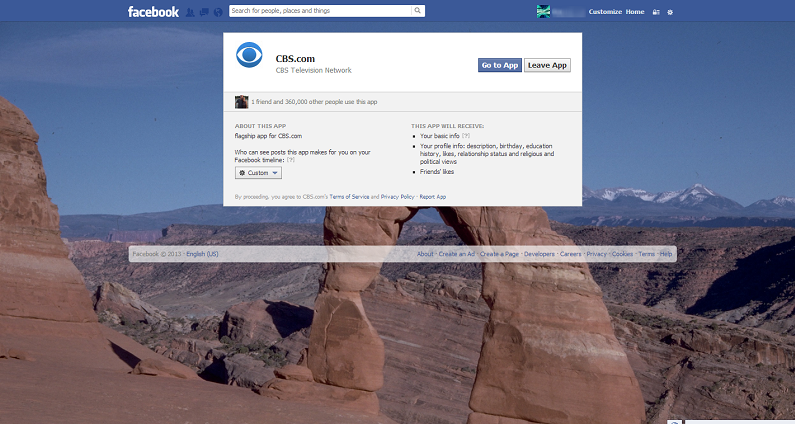 facebook
Search for people, places and things
Customize Home
CBS.com
CBS Television Network
Go to App
Leave App
1 friend and 360,000 other people use this app
ABOUT THIS APP
flagship app for CBS.com
Who can see posts this app makes for you on your
Facebook timeline: [?]
Custom
THIS APP WILL RECEIVE:
Your basic info [?]
Your profile info: description, birthday, education
history, likes, relationship status and religious and
political views
Friends' likes
By proceeding, you agree to CBS.com's Terms of Service and Privacy Policy · Report App
Facebook © 2013 · English (US)
About · Create an Ad · Create a Page · Developers · Careers · Privacy · Cookies · Terms · Help